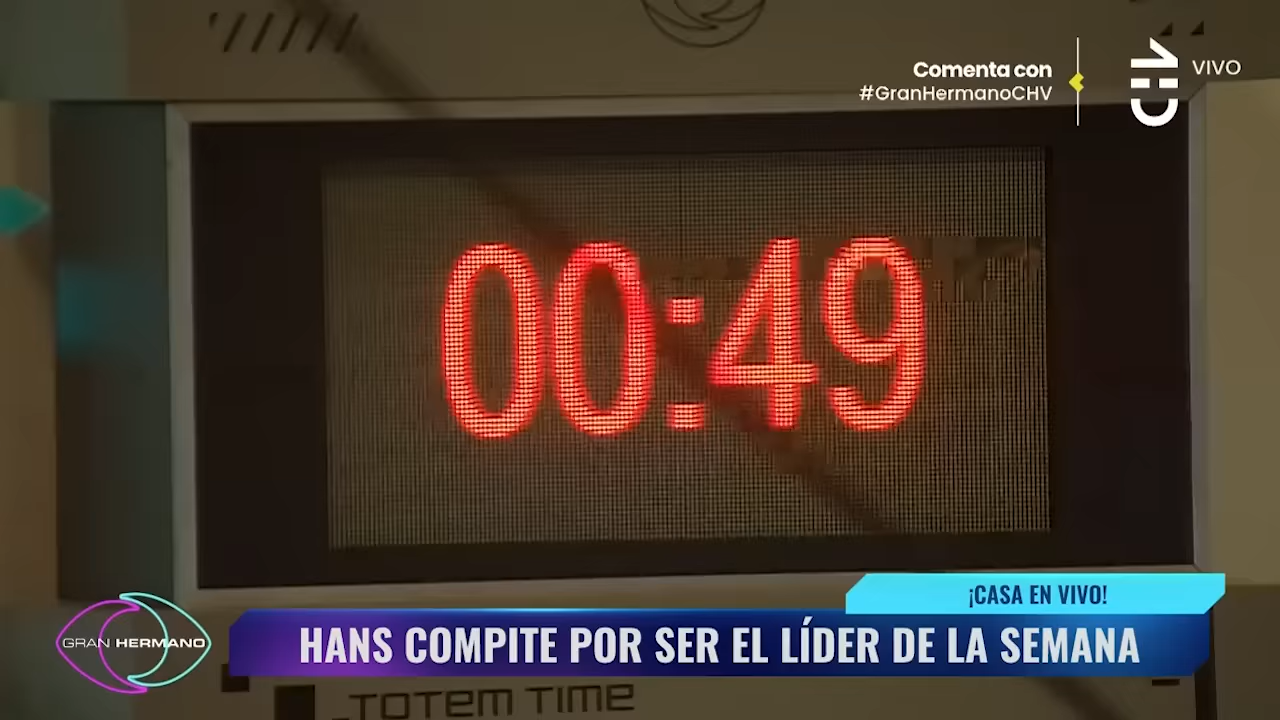 Comenta con
#GranHermanoCHV
CHV
VIVO
00:49
¡CASA EN VIVO!
GRAN HERMANO
HANS COMPITE POR SER EL LÍDER DE LA SEMANA
TOTEM TIME